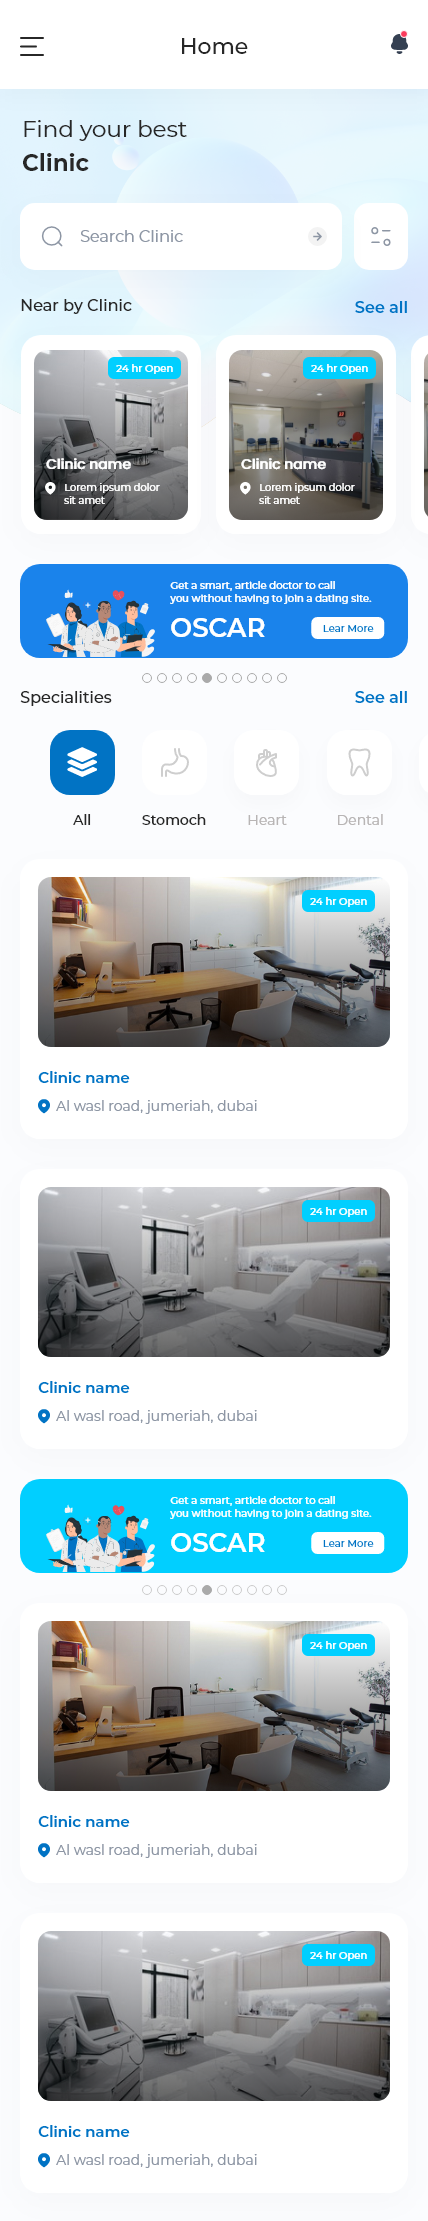 Home
Find your best
Clinic
Search Clinic
Near by Clinic
See all
24 hr Open
Clinic name
Lorem ipsum dolor
sit amet
24 hr Open
Clinic name
Lorem ipsum dolor
sit amet
Get a smart, article doctor to call
you without having to join a dating site.
OSCAR
Lear More
Specialities
See all
All
Stomoch
Heart
Dental
24 hr Open
Clinic name
Al wasl road, jumeriah, dubai
24 hr Open
Clinic name
Al wasl road, jumeriah, dubai
Get a smart, article doctor to call
you without having to join a dating site.
OSCAR
Lear More
24 hr Open
Clinic name
Al wasl road, jumeriah, dubai
24 hr Open
Clinic name
Al wasl road, jumeriah, dubai